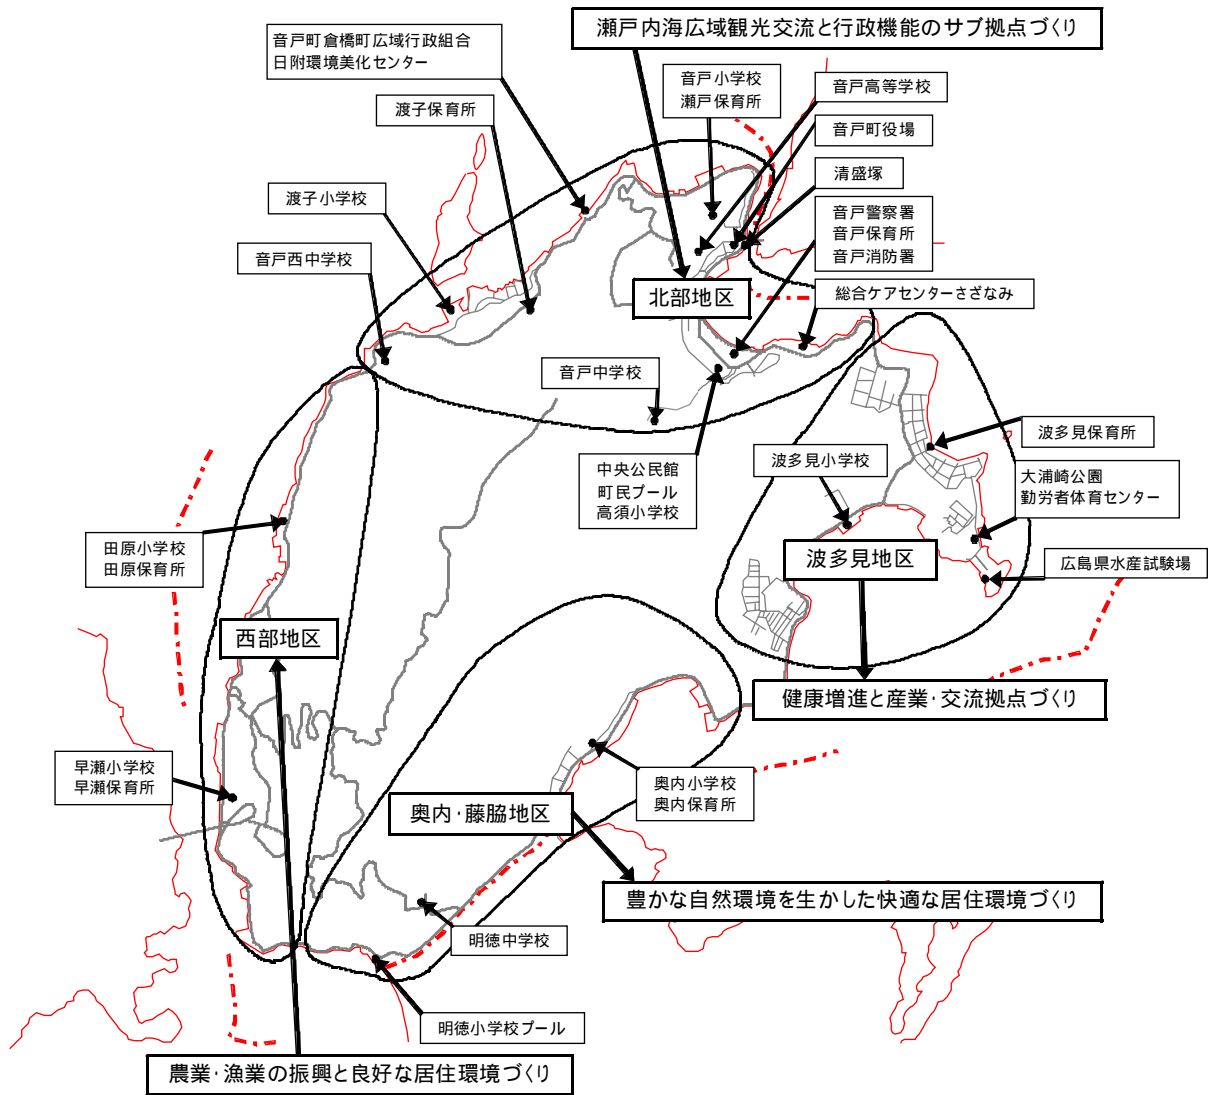 瀬戸内海広域観光交流と行政機能のサブ拠点づくり
音戸町倉橋町広域行政組合
日附環境美化センター
音戸小学校
瀬戸保育所
音戸高等学校
渡子保育所
音戸町役場
清盛塚
渡子小学校
音戸警察署
音戸保育所
音戸消防署
音戸西中学校
北部地区
総合ケアセンターさざなみ
音戸中学校
波多見保育所
中央公民館
町民プール
高須小学校
波多見小学校
大浦崎公園
勤労者体育センター
田原小学校
田原保育所
波多見地区
広島県水産試験場
西部地区
健康増進と産業・交流拠点づくり
早瀬小学校
早瀬保育所
奥内小学校
奥内保育所
奥内・藤脇地区
豊かな自然環境を生かした快適な居住環境づくり
明徳中学校
明徳小学校プール
農業・漁業の振興と良好な居住環境づくり